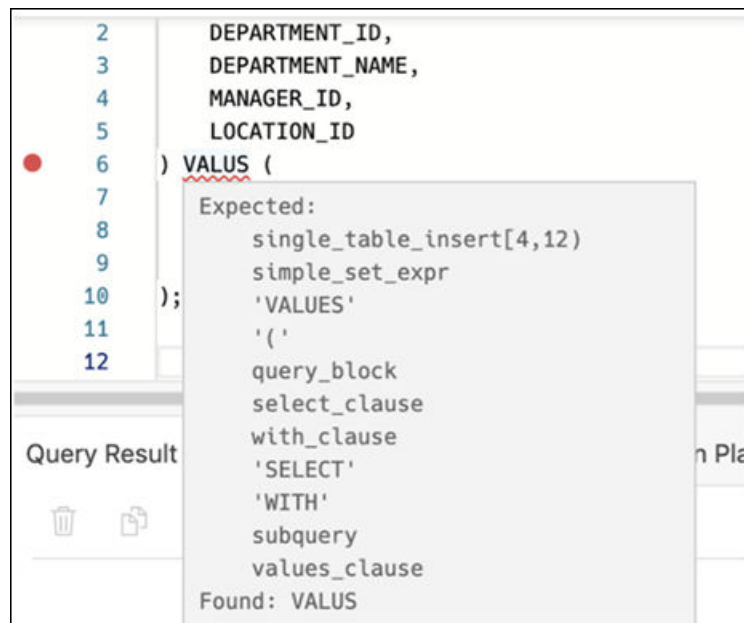 2 DEPARTMENT_ID,
3 DEPARTMENT_NAME,
4 MANAGER_ID,
5 LOCATION_ID
6 ) VALUS (
7
8
9
10 );
11
12
Expected:
single_table_insert[4,12)
simple_set_expr
'VALUES'
'('
query_block
select_clause
with_clause
'SELECT'
'WITH'
subquery
values_clause
Found: VALUS
Query Result
n Pla